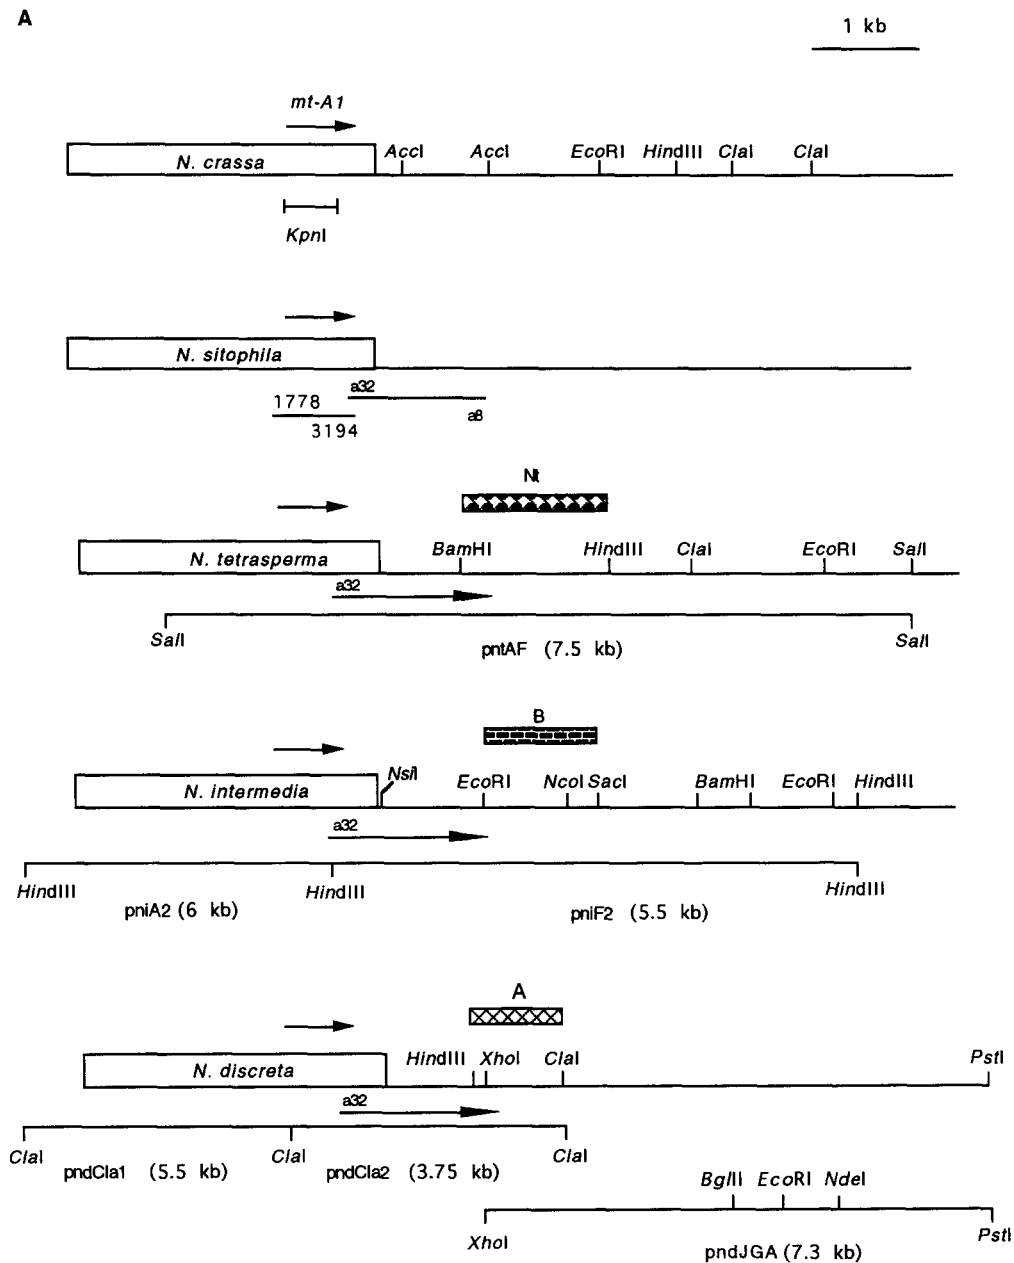 A
1 kb
mt-A1
N. crassa
AccI AccI EcoRI HindIII ClaI ClaI
KpnI
N. sitophila
a32
1778
a8
3194
Nt
N. tetrasperma
BamHI HindIII ClaI EcoRI SalI
a32
SalI SalI
pntAF (7.5 kb)
B
N. intermedia
NsiI
EcoRI NcoI SacI BamHI EcoRI HindIII
a32
HindIII HindIII HindIII
pniA2 (6 kb) pniF2 (5.5 kb)
A
N. discreta
HindIII XhoI ClaI PstI
a32
ClaI ClaI ClaI
pndCla1 (5.5 kb) pndCla2 (3.75 kb)
BglII EcoRI NdeI
XhoI PstI
pndJGA (7.3 kb)